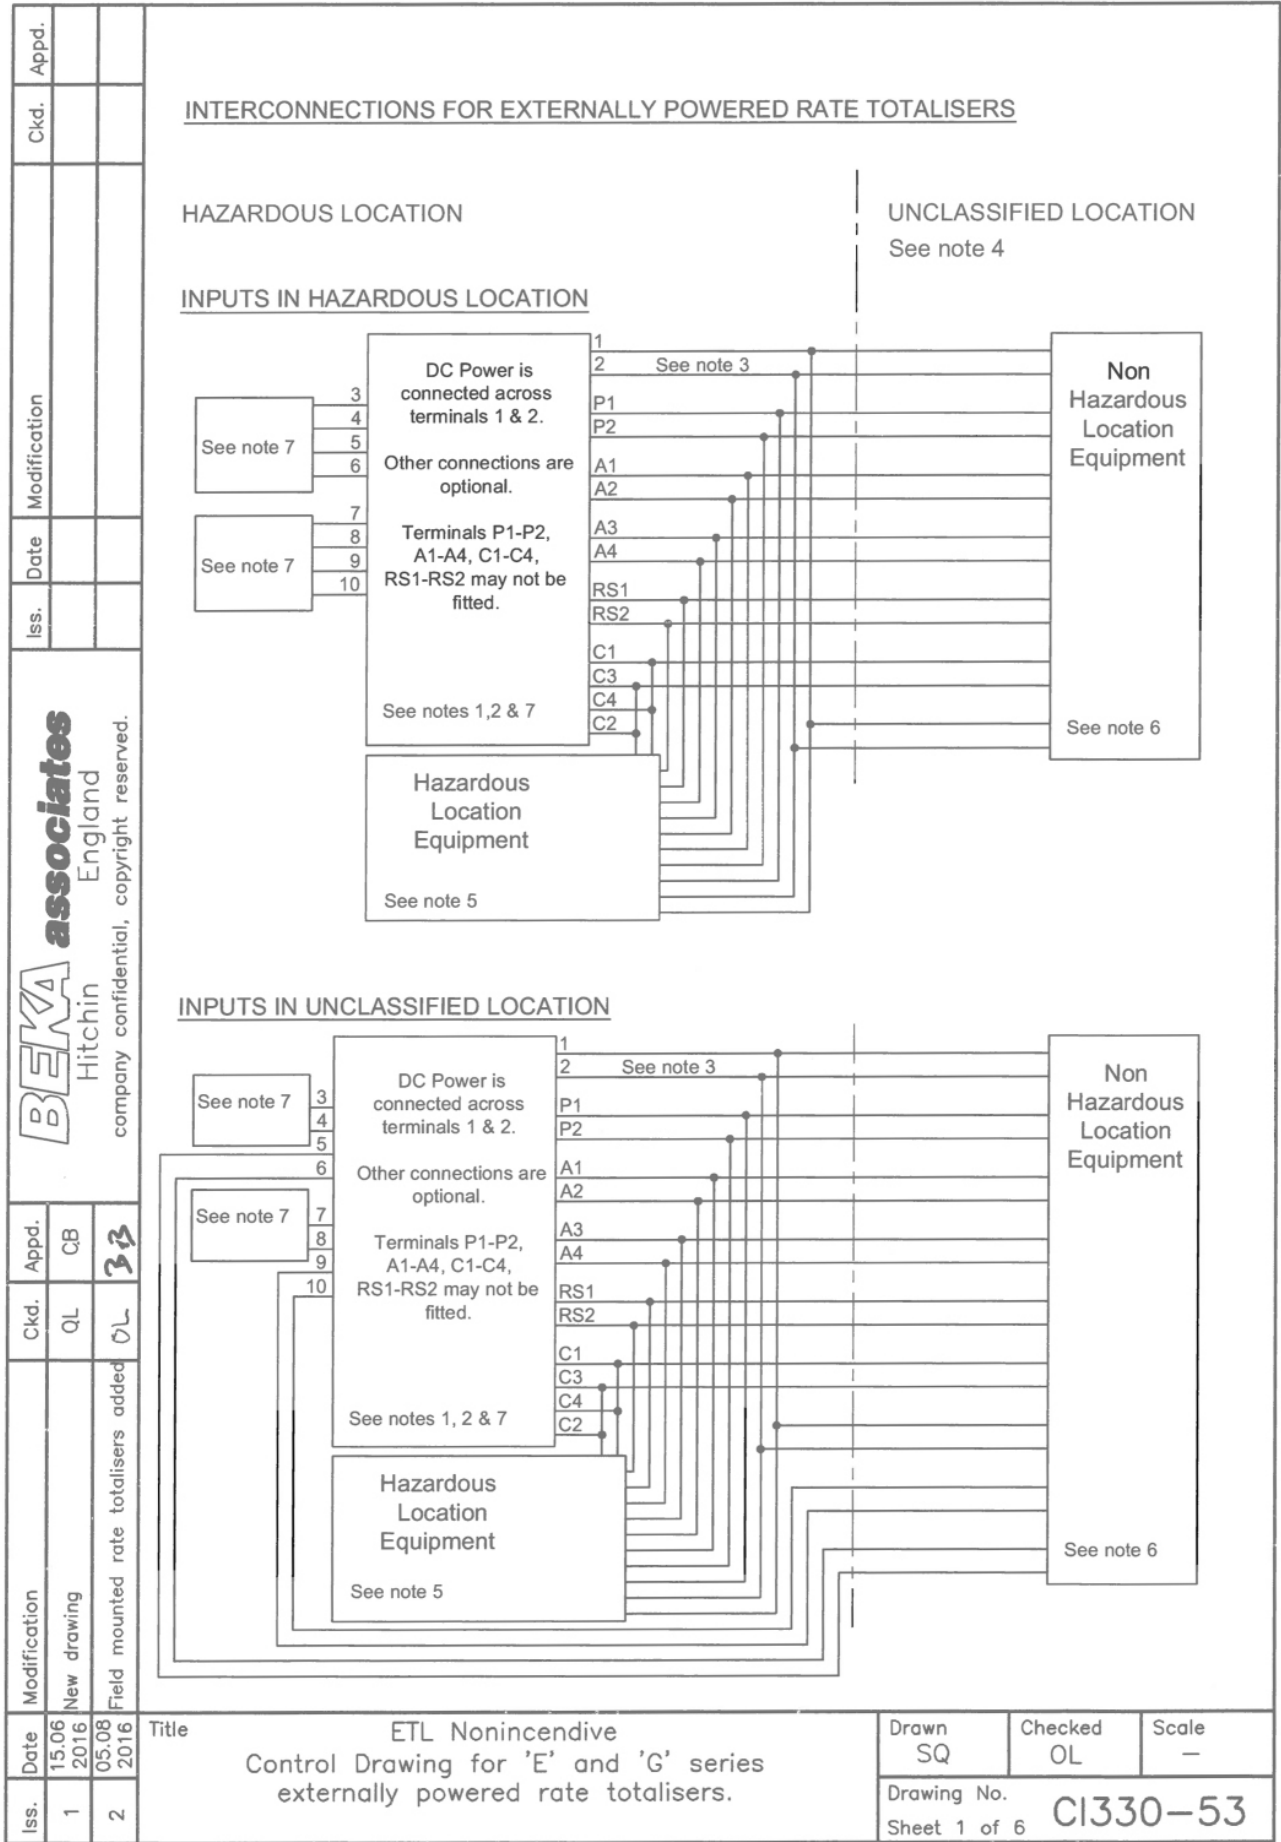 INTERCONNECTIONS FOR EXTERNALLY POWERED RATE TOTALISERS
HAZARDOUS LOCATION
UNCLASSIFIED LOCATION
See note 4
INPUTS IN HAZARDOUS LOCATION
See note 7
See note 7
3
4
5
6
7
8
9
10
DC Power is
connected across
terminals 1 & 2.
Other connections are
optional.
Terminals P1-P2,
A1-A4, C1-C4,
RS1-RS2 may not be
fitted.
See notes 1,2 & 7
1
2
See note 3
P1
P2
A1
A2
A3
A4
RS1
RS2
C1
C3
C4
C2
Non
Hazardous
Location
Equipment
See note 6
Hazardous
Location
Equipment
See note 5
INPUTS IN UNCLASSIFIED LOCATION
See note 7
See note 7
3
4
5
6
7
8
9
10
DC Power is
connected across
terminals 1 & 2.
Other connections are
optional.
Terminals P1-P2,
A1-A4, C1-C4,
RS1-RS2 may not be
fitted.
See notes 1, 2 & 7
1
2
See note 3
P1
P2
A1
A2
A3
A4
RS1
RS2
C1
C3
C4
C2
Non
Hazardous
Location
Equipment
See note 6
Hazardous
Location
Equipment
See note 5
Iss. Date Modification Ckd. Appd.
BEKA associates
Hitchin England
company confidential, copyright reserved.
Iss. Date Modification Ckd. Appd.
1 15.06 2016 New drawing QL CB
2 05.08 2016 Field mounted rate totalisers added OL
Title
ETL Nonincendive
Control Drawing for 'E' and 'G' series
externally powered rate totalisers.
Drawn
SQ
Checked
OL
Scale
—
Drawing No.
Sheet 1 of 6
CI330-53